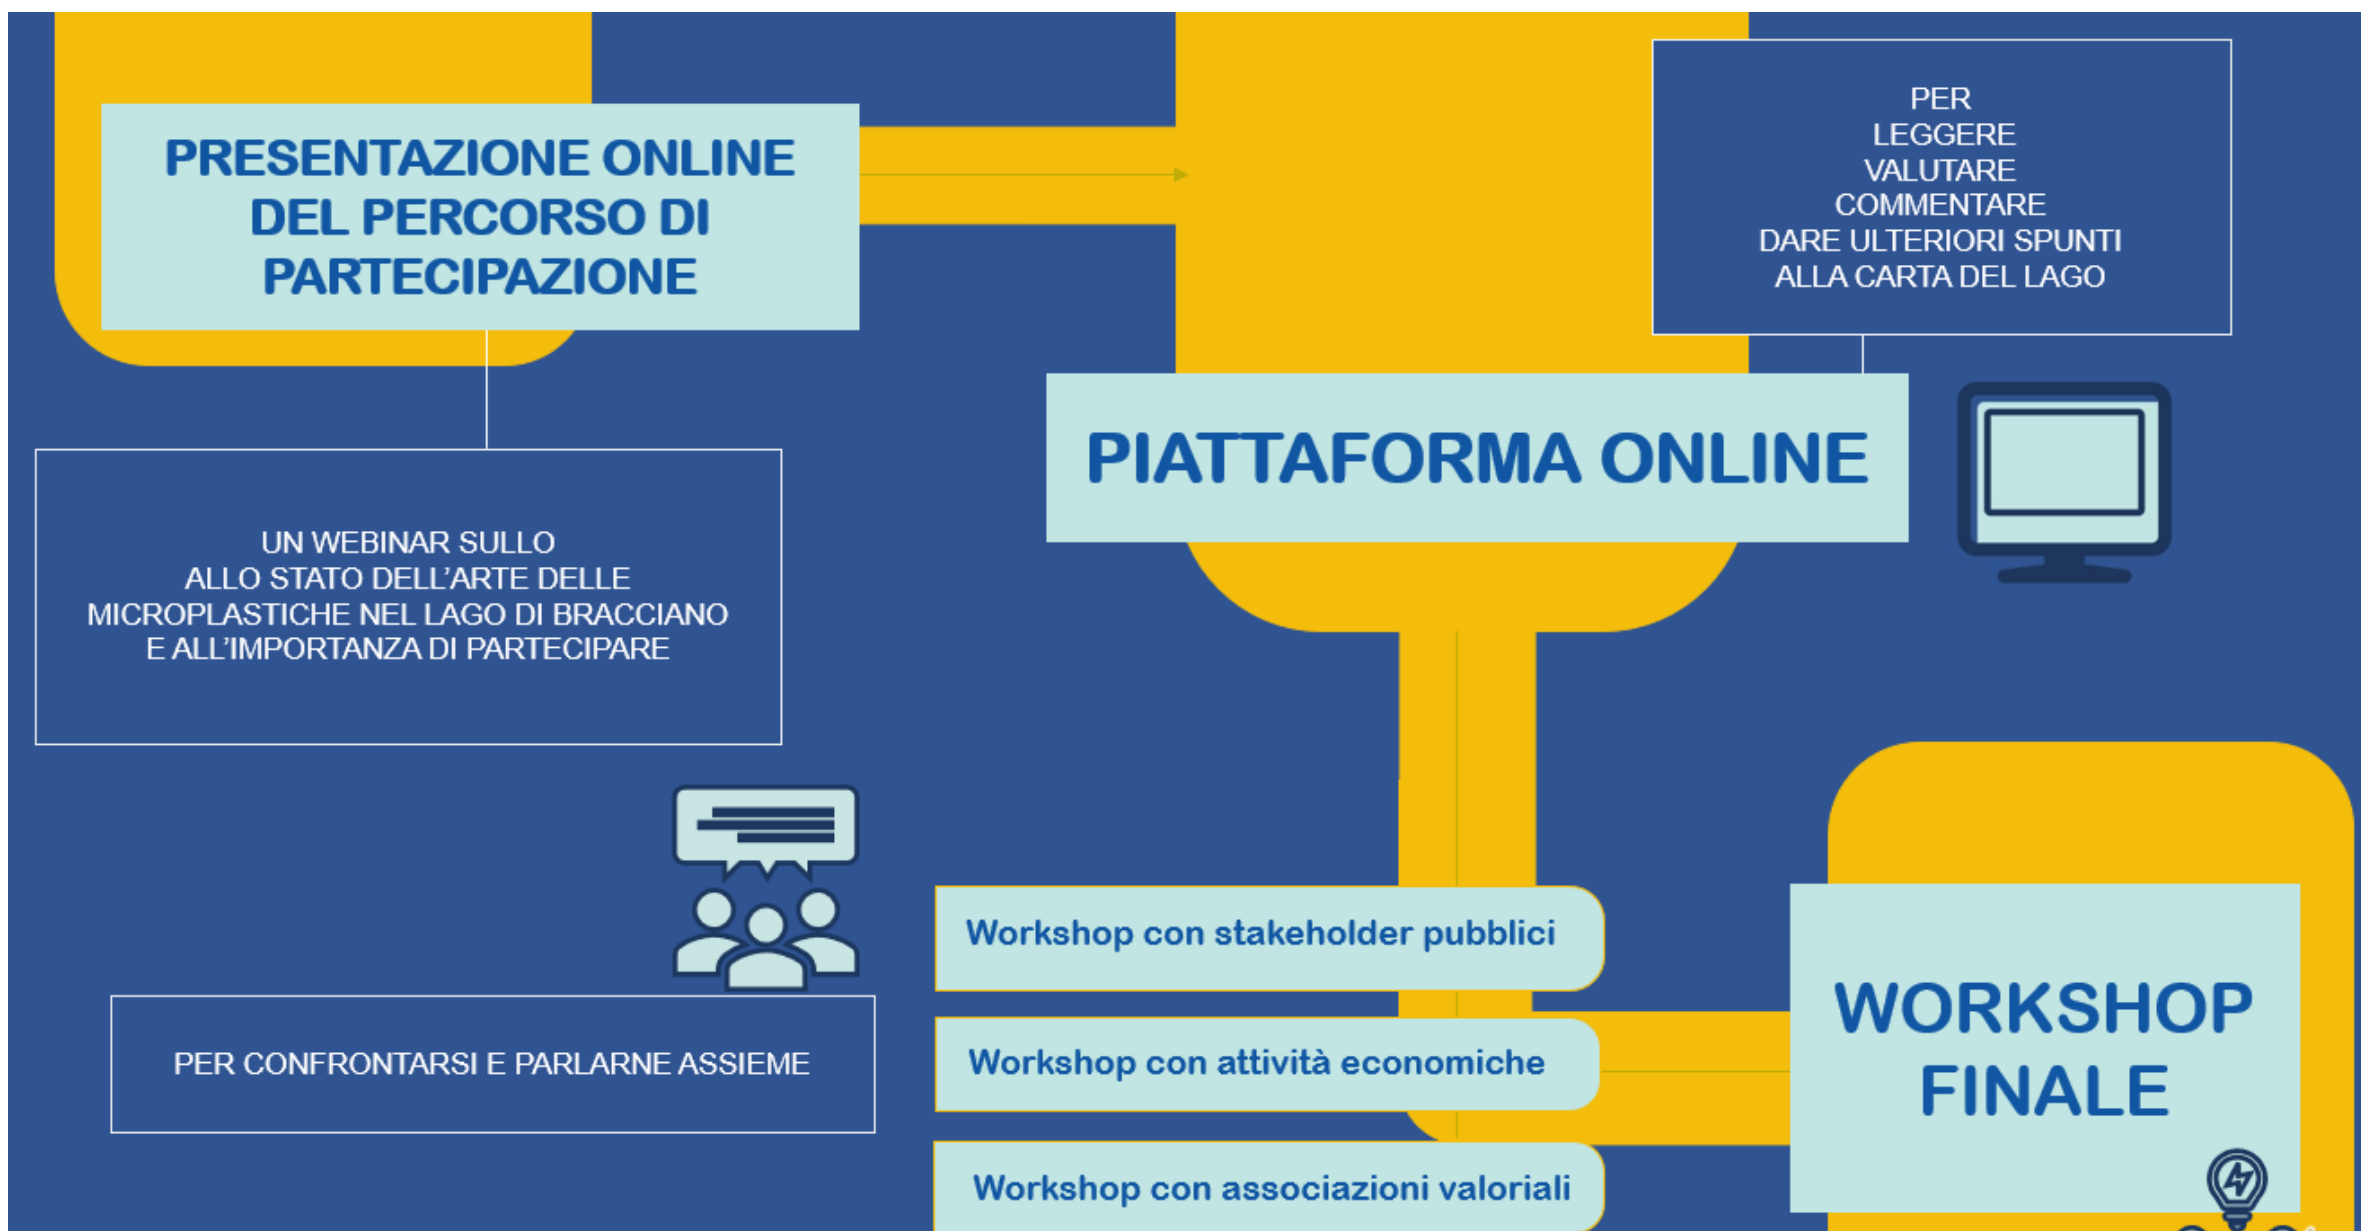 PRESENTAZIONE ONLINE
DEL PERCORSO DI
PARTECIPAZIONE
UN WEBINAR SULLO
ALLO STATO DELL'ARTE DELLE
MICROPLASTICHE NEL LAGO DI BRACCIANO
E ALL'IMPORTANZA DI PARTECIPARE
PER
LEGGERE
VALUTARE
COMMENTARE
DARE ULTERIORI SPUNTI
ALLA CARTA DEL LAGO
PIATTAFORMA ONLINE
PER CONFRONTARSI E PARLARNE ASSIEME
Workshop con stakeholder pubblici
Workshop con attività economiche
Workshop con associazioni valoriali
WORKSHOP
FINALE